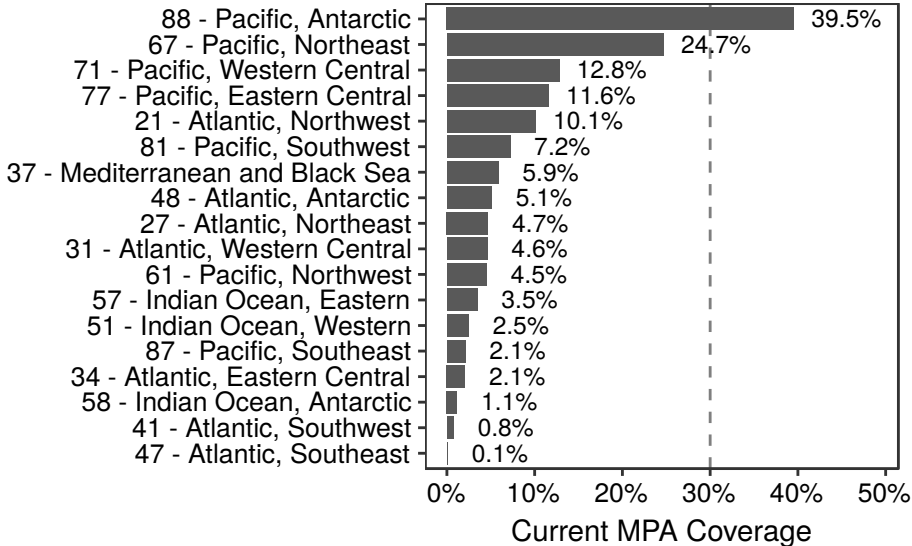 88 - Pacific, Antarctic 39.5%
67 - Pacific, Northeast 24.7%
71 - Pacific, Western Central 12.8%
77 - Pacific, Eastern Central 11.6%
21 - Atlantic, Northwest 10.1%
81 - Pacific, Southwest 7.2%
37 - Mediterranean and Black Sea 5.9%
48 - Atlantic, Antarctic 5.1%
27 - Atlantic, Northeast 4.7%
31 - Atlantic, Western Central 4.6%
61 - Pacific, Northwest 4.5%
57 - Indian Ocean, Eastern 3.5%
51 - Indian Ocean, Western 2.5%
87 - Pacific, Southeast 2.1%
34 - Atlantic, Eastern Central 2.1%
58 - Indian Ocean, Antarctic 1.1%
41 - Atlantic, Southwest 0.8%
47 - Atlantic, Southeast 0.1%
0% 10% 20% 30% 40% 50%
Current MPA Coverage